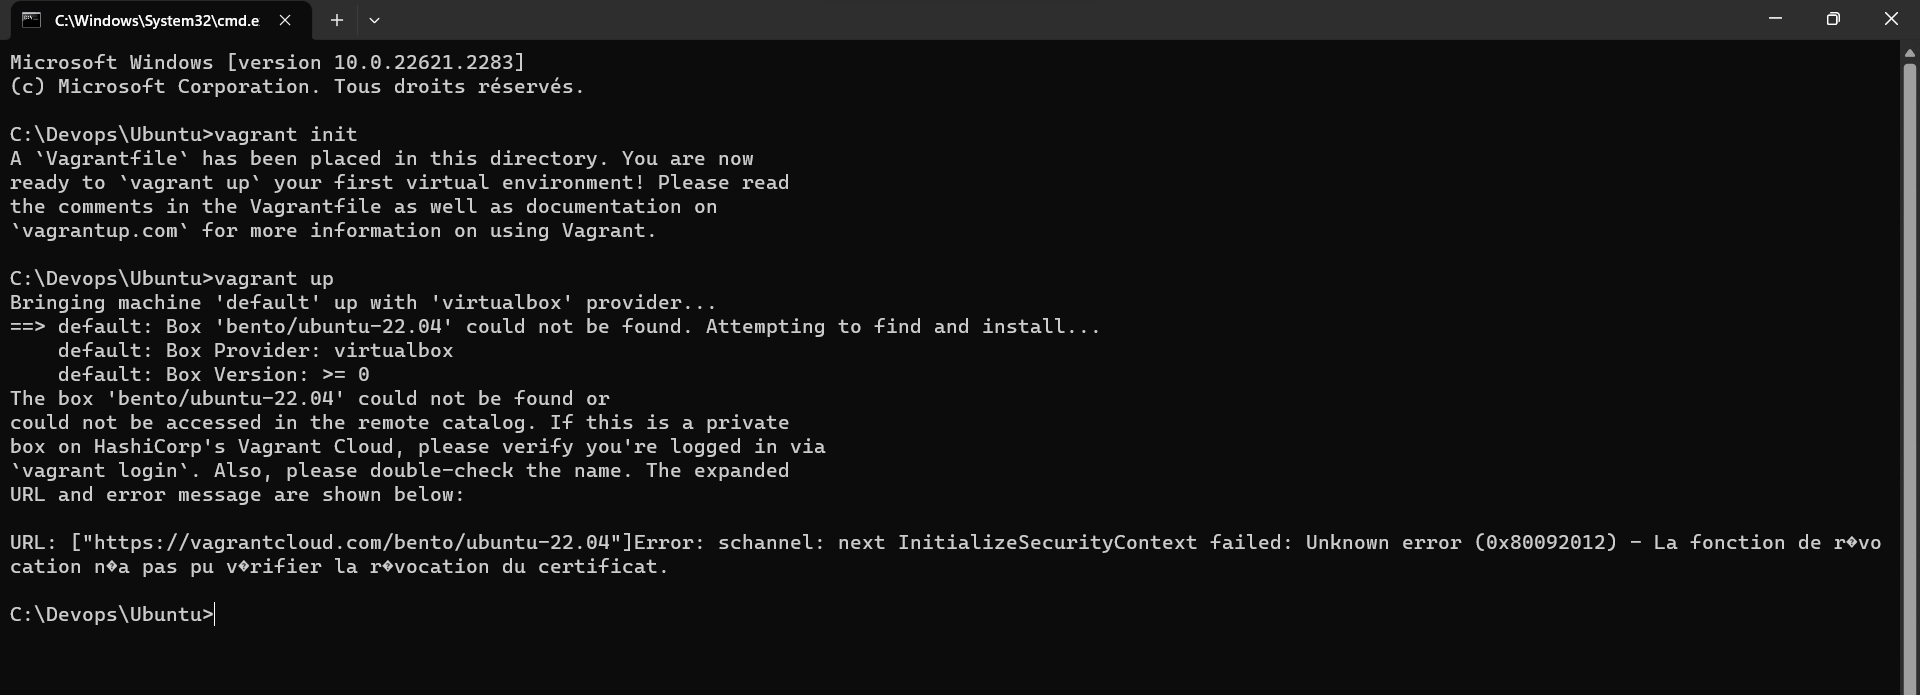 C:\Windows\System32\cmd.e
Microsoft Windows [version 10.0.22621.2283]
(c) Microsoft Corporation. Tous droits réservés.
C:\Devops\Ubuntu>vagrant init
A `Vagrantfile` has been placed in this directory. You are now
ready to `vagrant up` your first virtual environment! Please read
the comments in the Vagrantfile as well as documentation on
`vagrantup.com` for more information on using Vagrant.
C:\Devops\Ubuntu>vagrant up
Bringing machine 'default' up with 'virtualbox' provider...
==> default: Box 'bento/ubuntu-22.04' could not be found. Attempting to find and install...
default: Box Provider: virtualbox
default: Box Version: >= 0
The box 'bento/ubuntu-22.04' could not be found or
could not be accessed in the remote catalog. If this is a private
box on HashiCorp's Vagrant Cloud, please verify you're logged in via
`vagrant login`. Also, please double-check the name. The expanded
URL and error message are shown below:
URL: ["https://vagrantcloud.com/bento/ubuntu-22.04"]Error: schannel: next InitializeSecurityContext failed: Unknown error (0x80092012) - La fonction de r�vo
cation n�a pas pu v�rifier la r�vocation du certificat.
C:\Devops\Ubuntu>